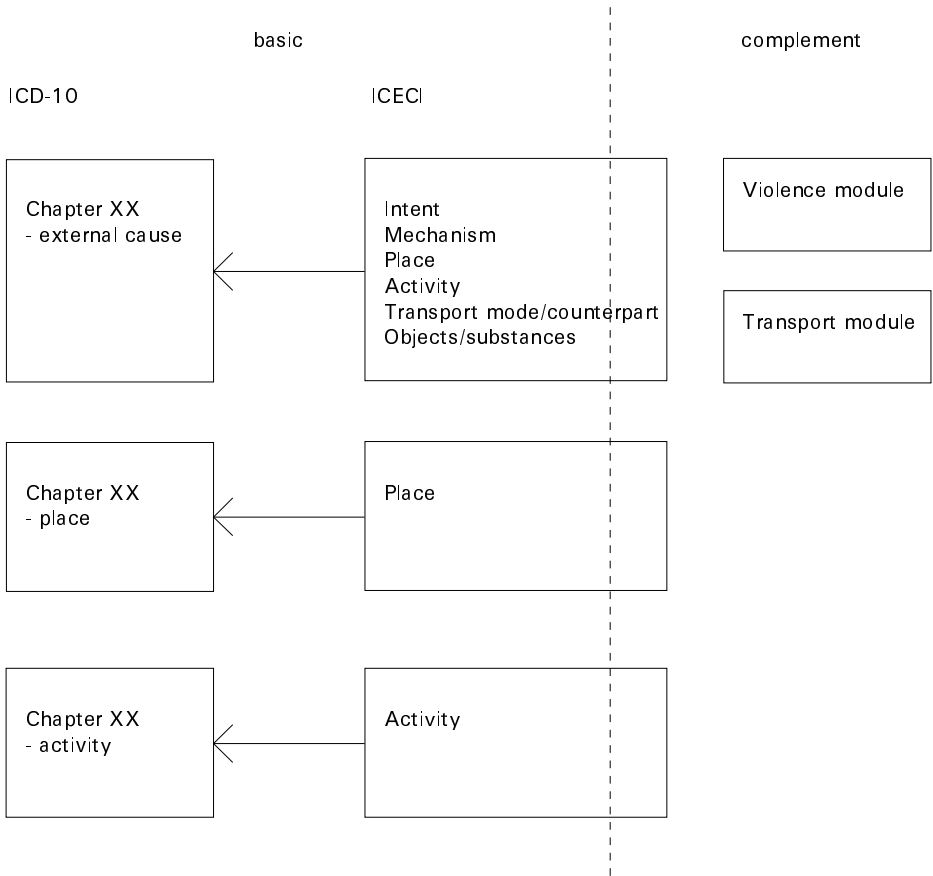 basic
complement
ICD-10
ICECI
Chapter XX
- external cause
Intent
Mechanism
Place
Activity
Transport mode/counterpart
Objects/substances
Violence module
Transport module
Chapter XX
- place
Place
Chapter XX
- activity
Activity